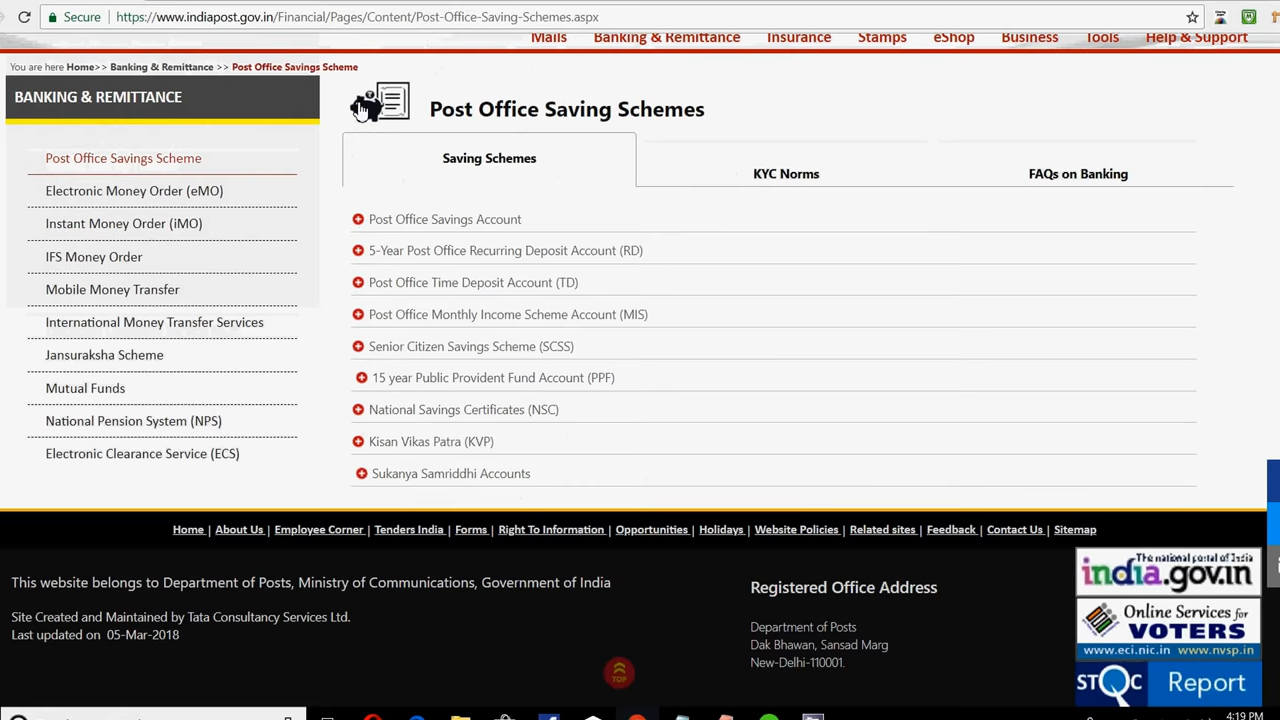 Secure https://www.indiapost.gov.in/Financial/Pages/Content/Post-Office-Saving-Schemes.aspx
Mails Banking & Remittance Insurance Stamps eShop Business Tools Help & Support
You are here Home>> Banking & Remittance >> Post Office Savings Scheme
BANKING & REMITTANCE
Post Office Savings Scheme
Electronic Money Order (eMO)
Instant Money Order (iMO)
IFS Money Order
Mobile Money Transfer
International Money Transfer Services
Jansuraksha Scheme
Mutual Funds
National Pension System (NPS)
Electronic Clearance Service (ECS)
Post Office Saving Schemes
Saving Schemes
KYC Norms
FAQs on Banking
Post Office Savings Account
5-Year Post Office Recurring Deposit Account (RD)
Post Office Time Deposit Account (TD)
Post Office Monthly Income Scheme Account (MIS)
Senior Citizen Savings Scheme (SCSS)
15 year Public Provident Fund Account (PPF)
National Savings Certificates (NSC)
Kisan Vikas Patra (KVP)
Sukanya Samriddhi Accounts
Home | About Us | Employee Corner | Tenders India | Forms | Right To Information | Opportunities | Holidays | Website Policies | Related sites | Feedback | Contact Us | Sitemap
This website belongs to Department of Posts, Ministry of Communications, Government of India
Site Created and Maintained by Tata Consultancy Services Ltd.
Last updated on 05-Mar-2018
Registered Office Address
Department of Posts
Dak Bhawan, Sansad Marg
New-Delhi-110001.
TOP
The national portal of India
india.gov.in
Online Services for
VOTERS
www.eci.nic.in www.nvsp.in
STQC Report
4:19 PM